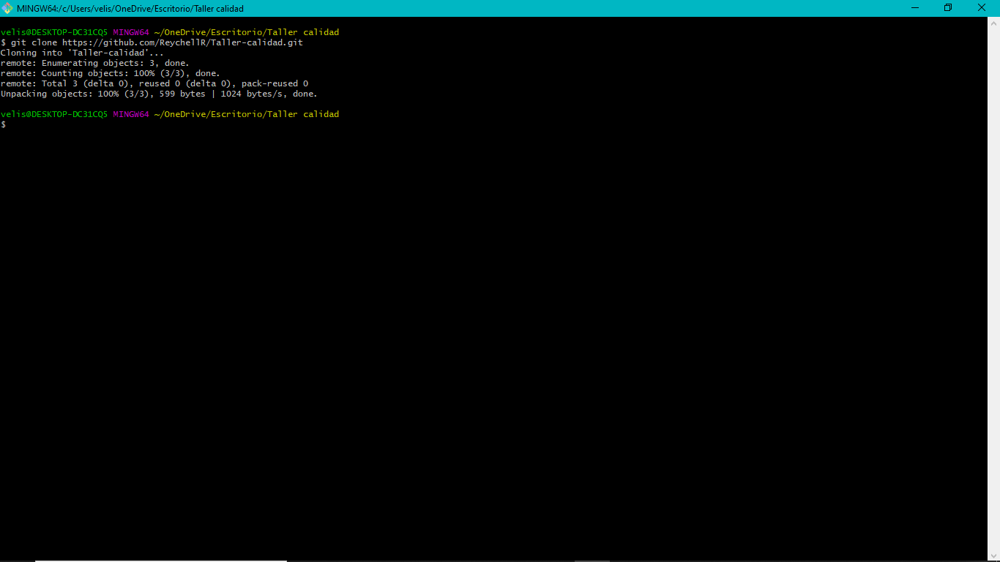 MINGW64:/c/Users/velis/OneDrive/Escritorio/Taller calidad
velis@DESKTOP-DC31CQ5 MINGW64 ~/OneDrive/Escritorio/Taller calidad
$ git clone https://github.com/ReychellR/Taller-calidad.git
Cloning into 'Taller-calidad'...
remote: Enumerating objects: 3, done.
remote: Counting objects: 100% (3/3), done.
remote: Total 3 (delta 0), reused 0 (delta 0), pack-reused 0
Unpacking objects: 100% (3/3), 599 bytes | 1024 bytes/s, done.
velis@DESKTOP-DC31CQ5 MINGW64 ~/OneDrive/Escritorio/Taller calidad
$